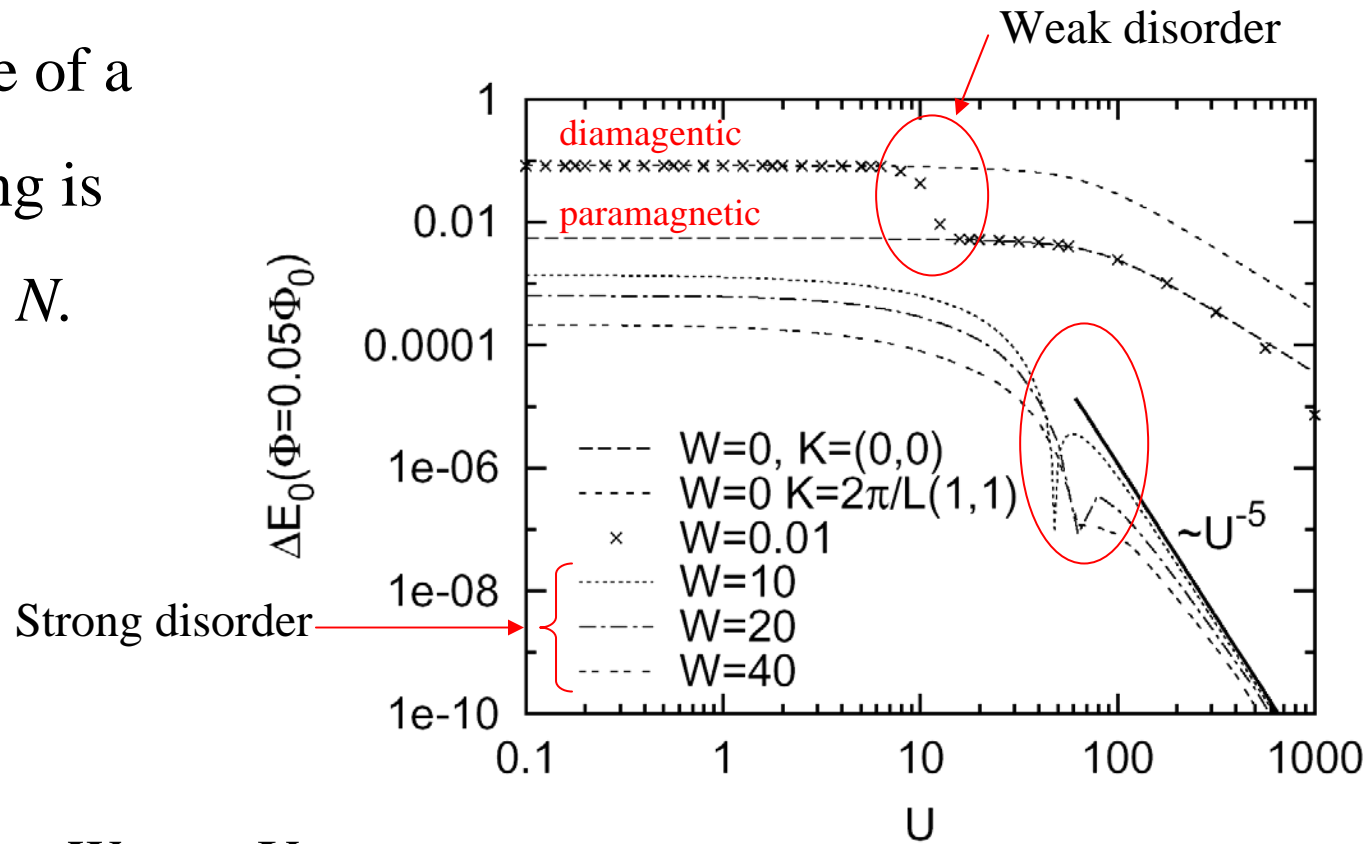 e of a
ng is
N.
Weak disorder
diamagentic
paramagnetic
1
0.01
0.0001
1e-06
1e-08
1e-10
ΔE₀(Φ=0.05Φ₀)
W=0, K=(0,0)
W=0 K=2π/L(1,1)
W=0.01
W=10
W=20
W=40
~U⁻⁵
Strong disorder
0.1 1 10 100 1000
U